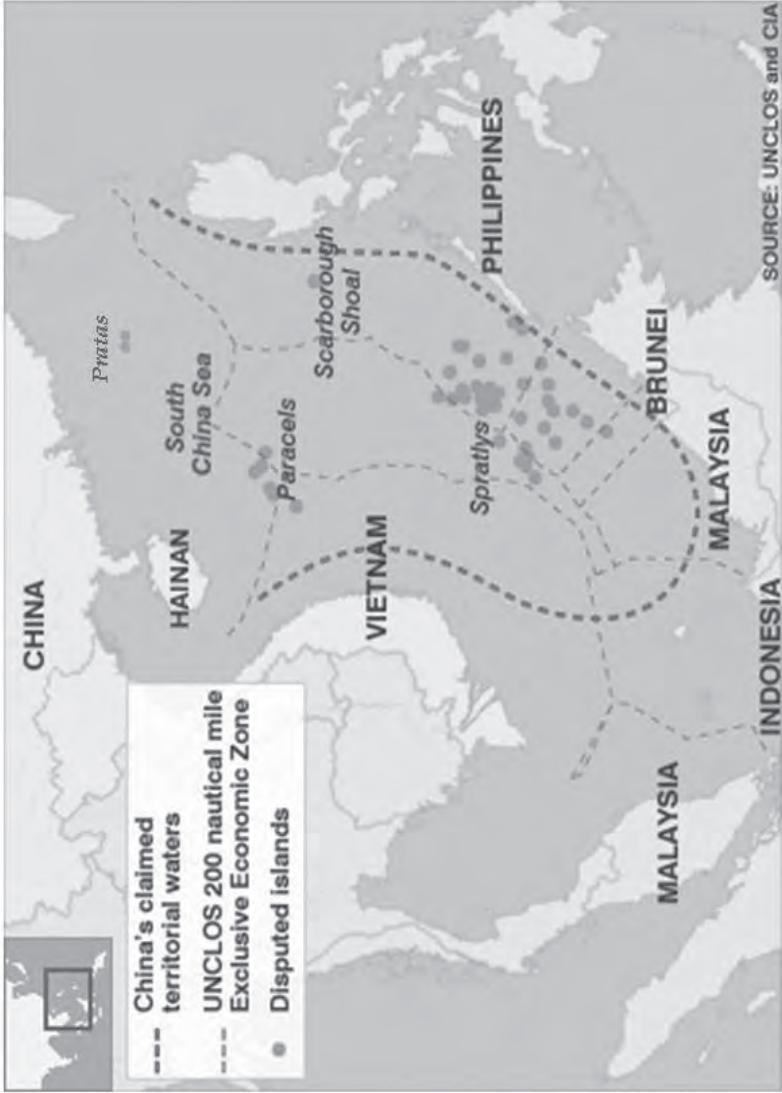 CHINA
Pratas
HAINAN
South
China Sea
Paracels
Scarborough
Shoal
VIETNAM
Spratlys
PHILIPPINES
BRUNEI
MALAYSIA
MALAYSIA
INDONESIA
China's claimed
territorial waters
UNCLOS 200 nautical mile
Exclusive Economic Zone
Disputed islands
SOURCE: UNCLOS and CIA